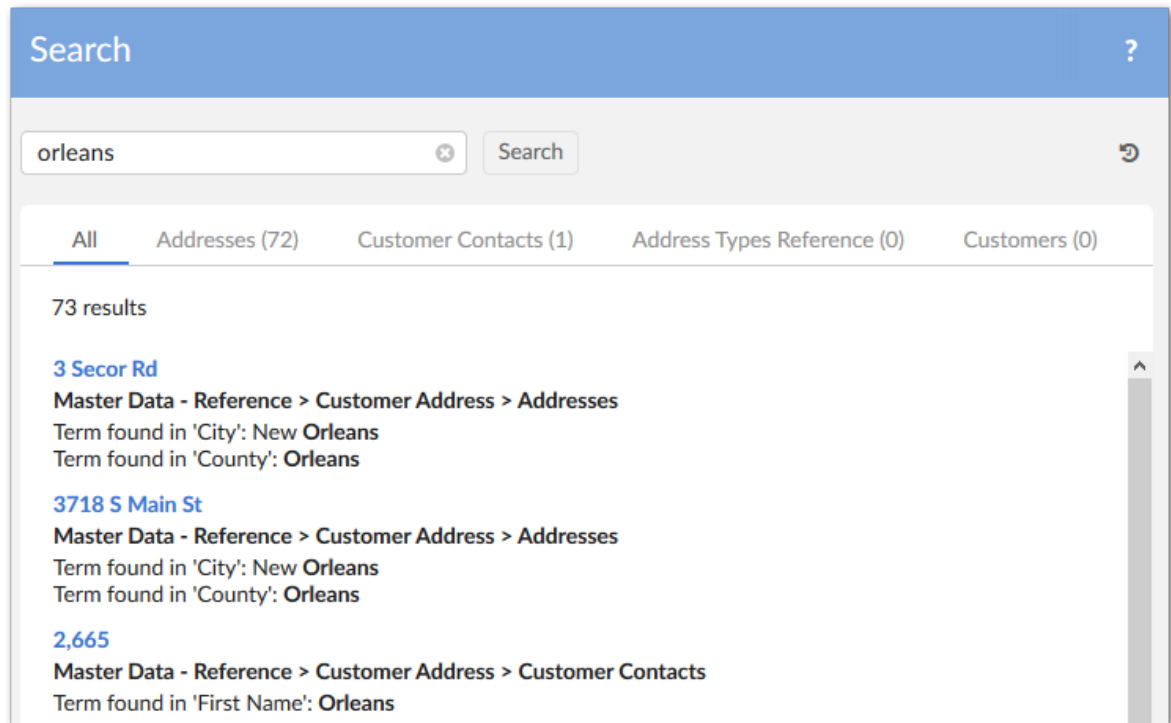 Search ?
orleans Search
All Addresses (72) Customer Contacts (1) Address Types Reference (0) Customers (0)
73 results
3 Secor Rd
Master Data - Reference > Customer Address > Addresses
Term found in 'City': New Orleans
Term found in 'County': Orleans
3718 S Main St
Master Data - Reference > Customer Address > Addresses
Term found in 'City': New Orleans
Term found in 'County': Orleans
2,665
Master Data - Reference > Customer Address > Customer Contacts
Term found in 'First Name': Orleans